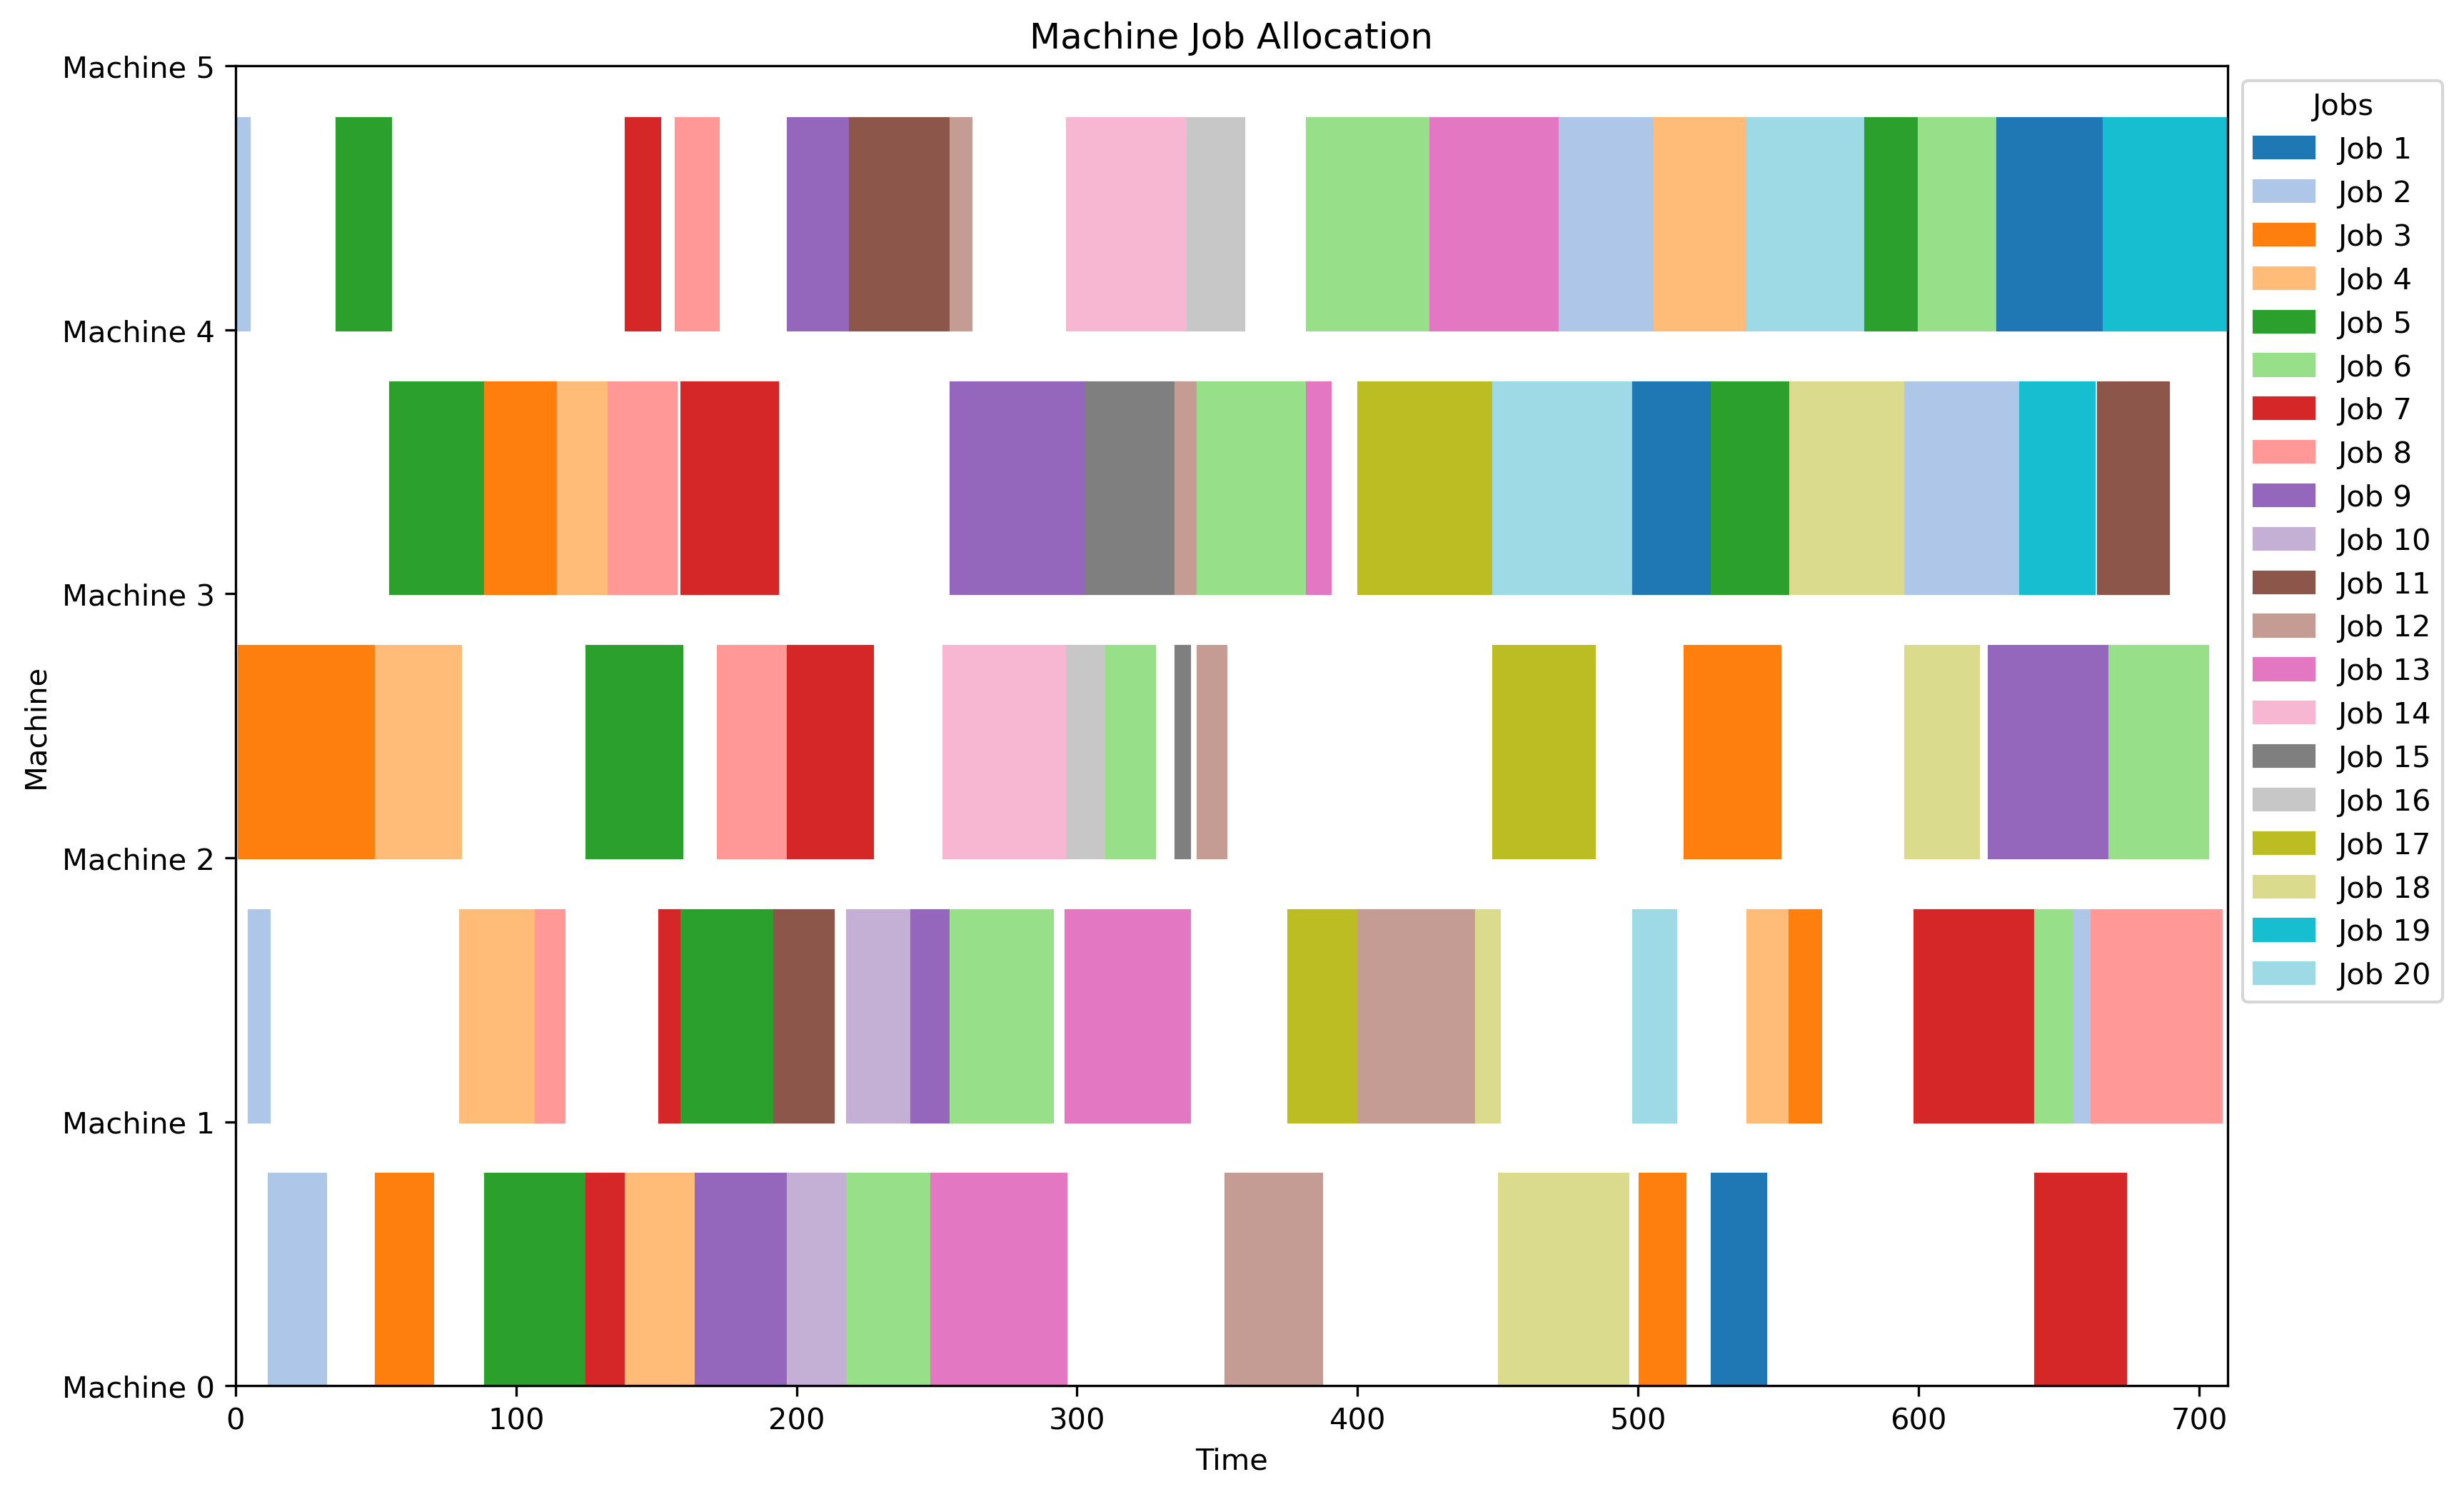 Machine Job Allocation
Machine 5
Machine 4
Machine 3
Machine 2
Machine 1
Machine 0
Machine
0 100 200 300 400 500 600 700
Time
Jobs
Job 1
Job 2
Job 3
Job 4
Job 5
Job 6
Job 7
Job 8
Job 9
Job 10
Job 11
Job 12
Job 13
Job 14
Job 15
Job 16
Job 17
Job 18
Job 19
Job 20